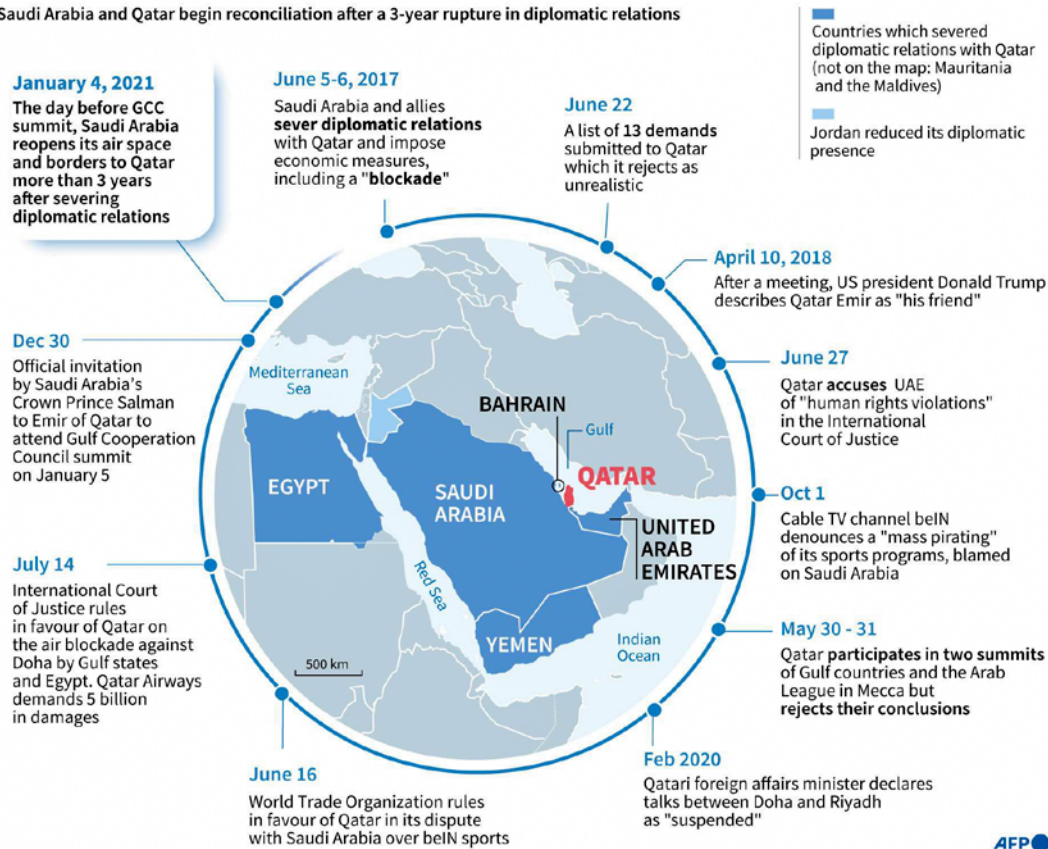 Saudi Arabia and Qatar begin reconciliation after a 3-year rupture in diplomatic relations
Countries which severed
diplomatic relations with Qatar
(not on the map: Mauritania
and the Maldives)
Jordan reduced its diplomatic
presence
January 4, 2021
The day before GCC
summit, Saudi Arabia
reopens its air space
and borders to Qatar
more than 3 years
after severing
diplomatic relations
June 5-6, 2017
Saudi Arabia and allies
sever diplomatic relations
with Qatar and impose
economic measures,
including a "blockade"
June 22
A list of 13 demands
submitted to Qatar
which it rejects as
unrealistic
April 10, 2018
After a meeting, US president Donald Trump
describes Qatar Emir as "his friend"
June 27
Qatar accuses UAE
of "human rights violations"
in the International
Court of Justice
Oct 1
Cable TV channel beIN
denounces a "mass pirating"
of its sports programs, blamed
on Saudi Arabia
May 30 - 31
Qatar participates in two summits
of Gulf countries and the Arab
League in Mecca but
rejects their conclusions
Feb 2020
Qatari foreign affairs minister declares
talks between Doha and Riyadh
as "suspended"
June 16
World Trade Organization rules
in favour of Qatar in its dispute
with Saudi Arabia over beIN sports
July 14
International Court
of Justice rules
in favour of Qatar on
the air blockade against
Doha by Gulf states
and Egypt. Qatar Airways
demands 5 billion
in damages
Dec 30
Official invitation
by Saudi Arabia's
Crown Prince Salman
to Emir of Qatar to
attend Gulf Cooperation
Council summit
on January 5
Mediterranean
Sea
BAHRAIN
Gulf
QATAR
EGYPT
SAUDI
ARABIA
UNITED
ARAB
EMIRATES
Red Sea
YEMEN
Indian
Ocean
500 km
AFP